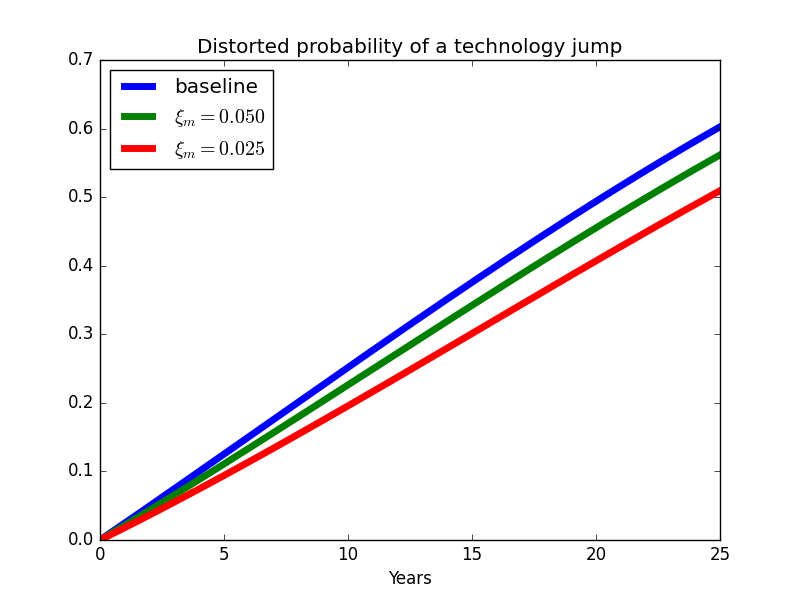 Distorted probability of a technology jump
0.7
0.6
0.5
0.4
0.3
0.2
0.1
0.0
baseline
ξₘ = 0.050
ξₘ = 0.025
0 5 10 15 20 25
Years